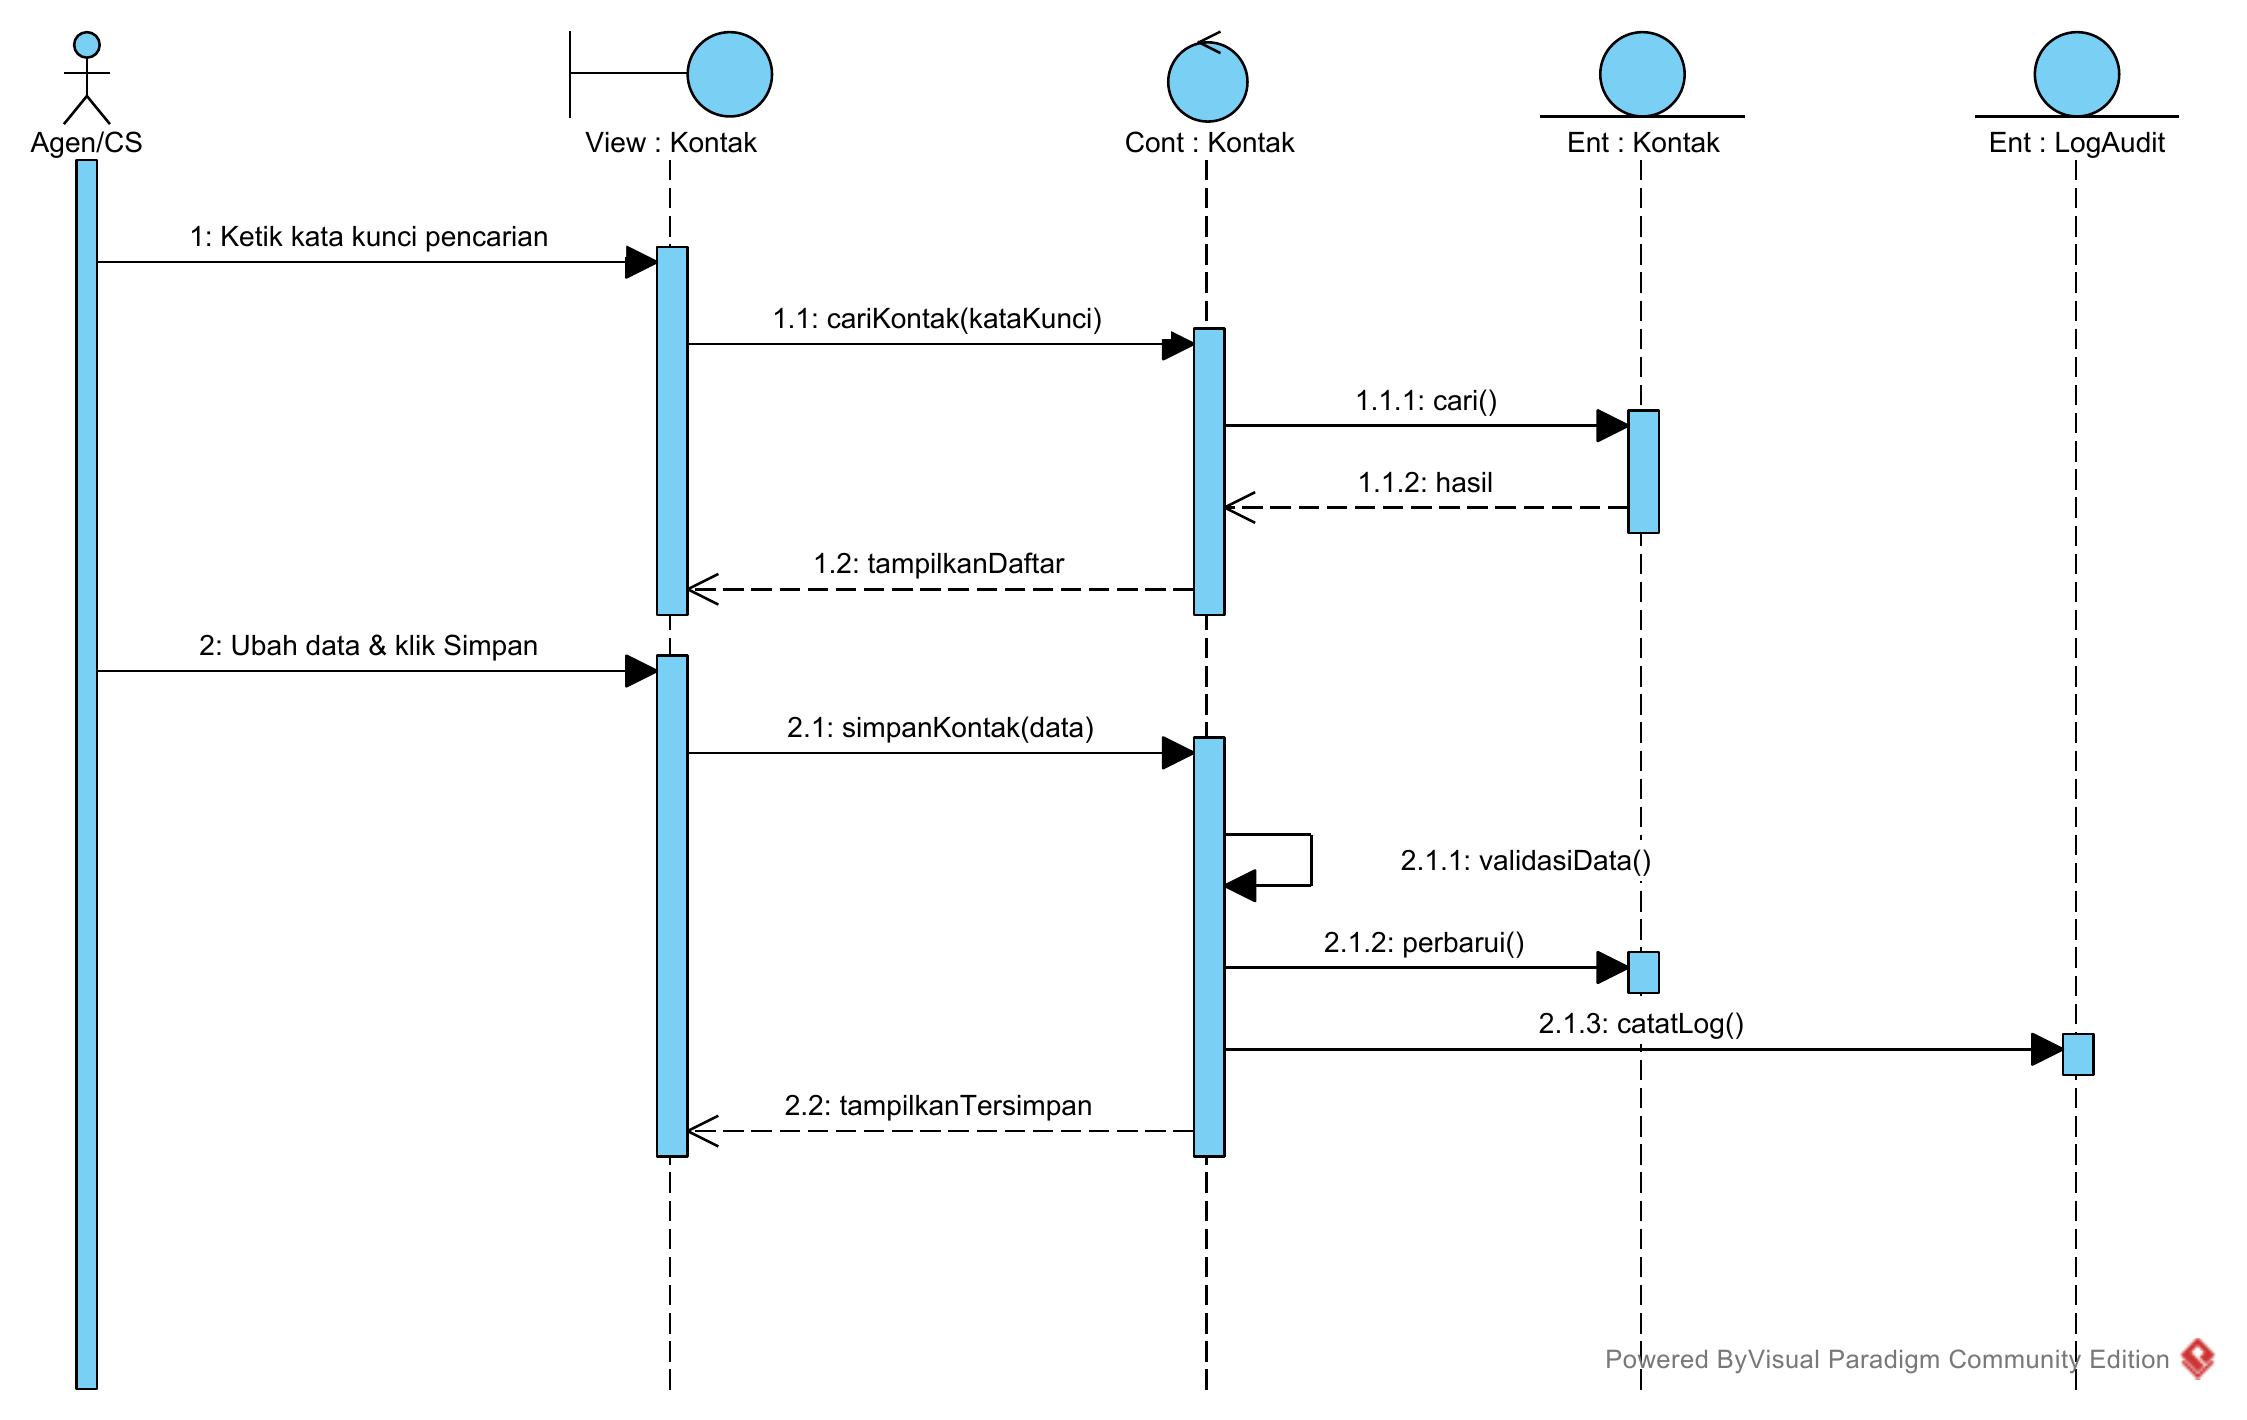 Agen/CS
View : Kontak
Cont : Kontak
Ent : Kontak
Ent : LogAudit
1: Ketik kata kunci pencarian
1.1: cariKontak(kataKunci)
1.1.1: cari()
1.1.2: hasil
1.2: tampilkanDaftar
2: Ubah data & klik Simpan
2.1: simpanKontak(data)
2.1.1: validasiData()
2.1.2: perbarui()
2.1.3: catatLog()
2.2: tampilkanTersimpan
Powered ByVisual Paradigm Community Edition